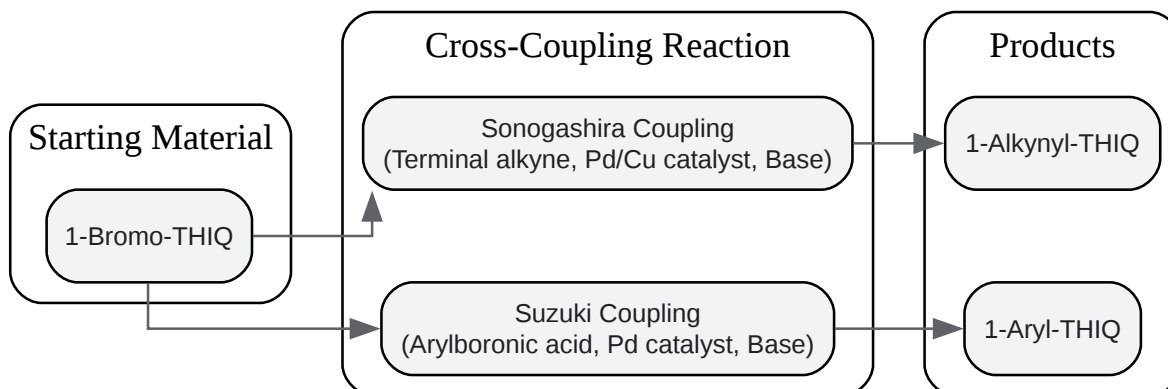 Starting Material
1-Bromo-THIQ
Cross-Coupling Reaction
Sonogashira Coupling
(Terminal alkyne, Pd/Cu catalyst, Base)
Suzuki Coupling
(Arylboronic acid, Pd catalyst, Base)
Products
1-Alkynyl-THIQ
1-Aryl-THIQ